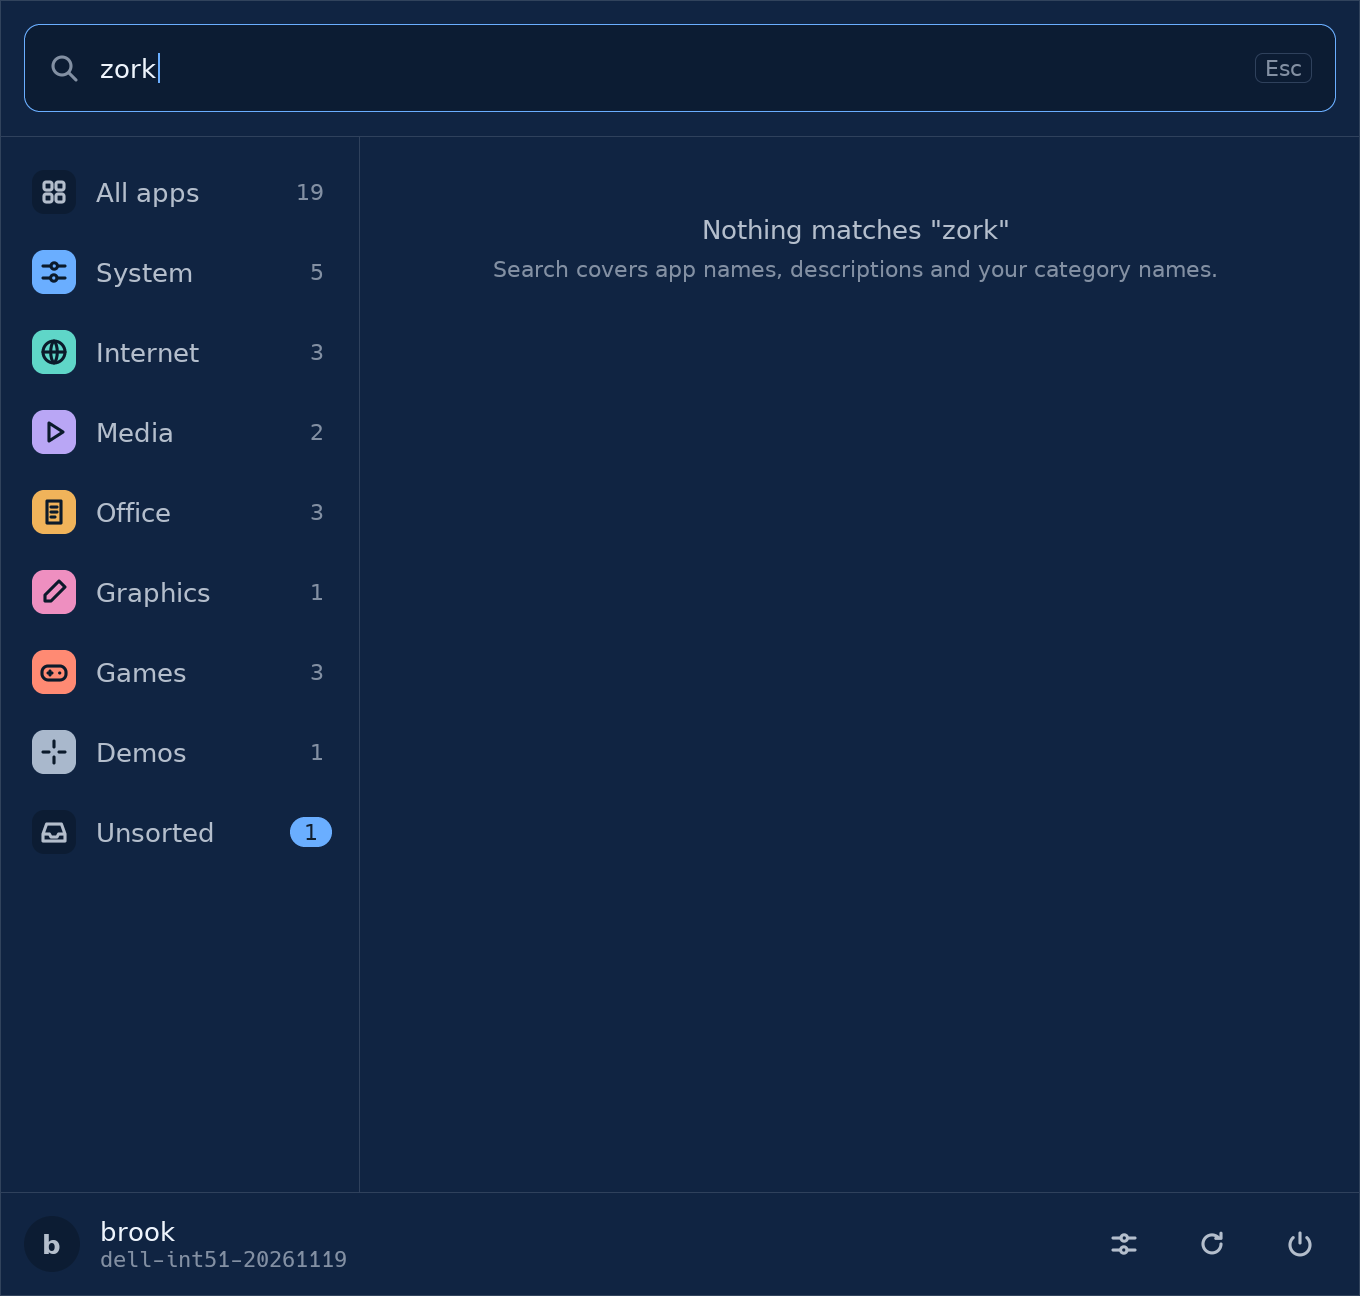 zork
Esc
All apps 19
System 5
Internet 3
Media 2
Office 3
Graphics 1
Games 3
Demos 1
Unsorted 1
Nothing matches "zork"
Search covers app names, descriptions and your category names.
b
brook
dell-int51-20261119